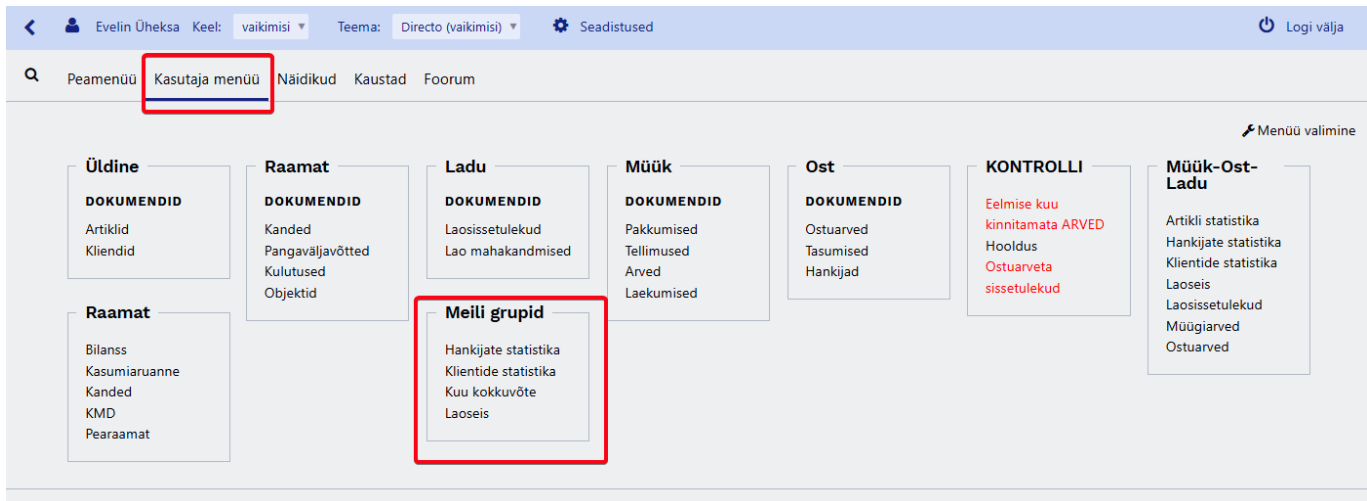 Evelin Üheksa Keel: vaikimisi Teema: Directo (vaikimisi) Seadistused Logi välja
Peamenüü Kasutaja menüü Näidikud Kaustad Foorum
Menüü valimine
Üldine
DOKUMENDID
Artiklid
Kliendid
Raamat
DOKUMENDID
Kanded
Pangaväljavõtted
Kulutused
Objektid
Ladu
DOKUMENDID
Laosissetulekud
Lao mahakandmised
Müük
DOKUMENDID
Pakkumised
Tellimused
Arved
Laekumised
Ost
DOKUMENDID
Ostuarved
Tasumised
Hankijad
KONTROLLI
Eelmise kuu
kinnitamata ARVED
Hooldus
Ostuarveta
sissetulekud
Müük-Ost-
Ladu
Artikli statistika
Hankijate statistika
Klientide statistika
Laoseis
Laosissetulekud
Müügiarved
Ostuarved
Raamat
Bilanss
Kasumiaruanne
Kanded
KMD
Pearaamat
Meili grupid
Hankijate statistika
Klientide statistika
Kuu kokkuvõte
Laoseis